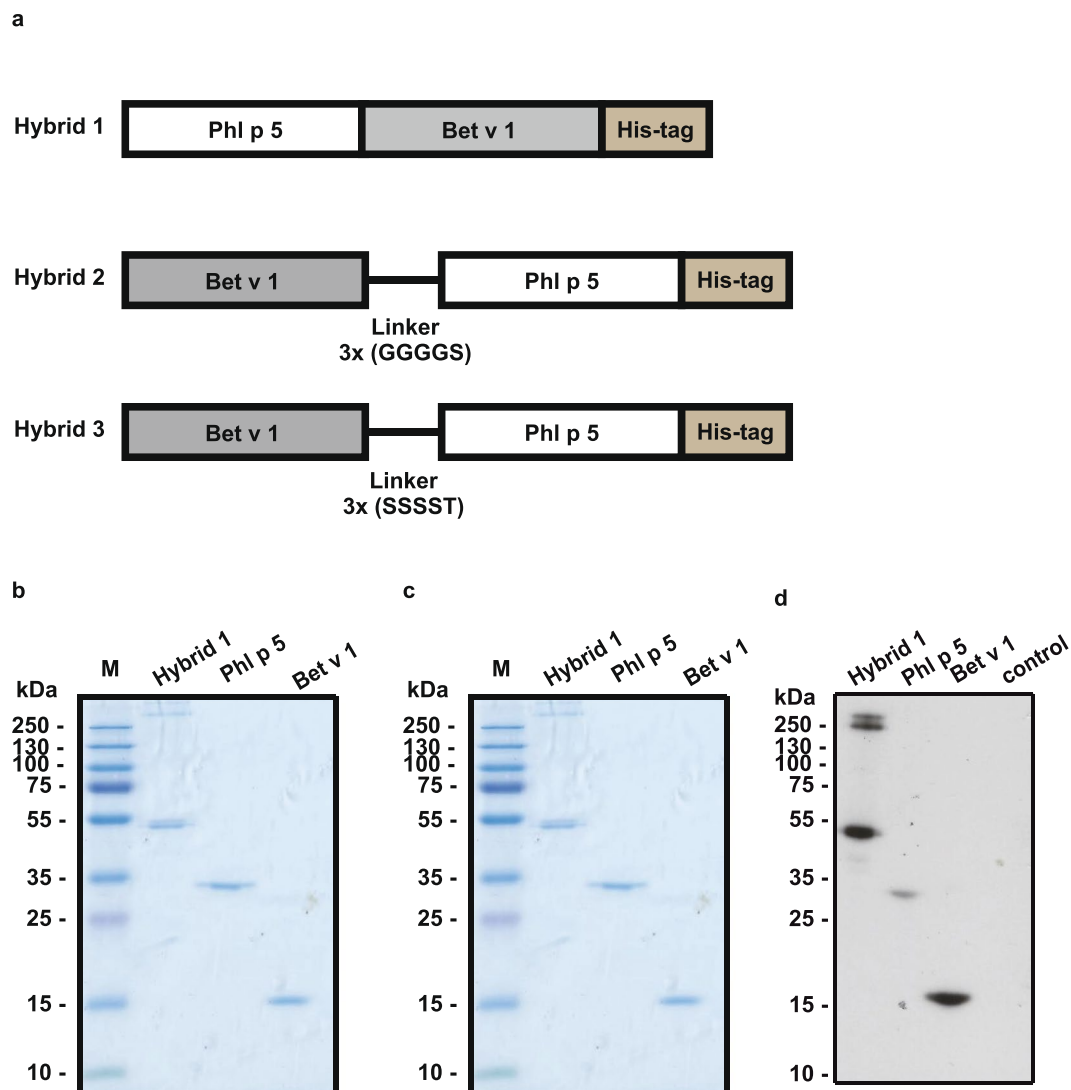 a
Hybrid 1
Phl p 5
Bet v 1
His-tag
Hybrid 2
Bet v 1
Phl p 5
His-tag
Linker
3x (GGGGS)
Hybrid 3
Bet v 1
Phl p 5
His-tag
Linker
3x (SSSST)
b
kDa
M
Hybrid 1
Phl p 5
Bet v 1
250 -
130 -
100 -
75 -
55 -
35 -
25 -
15 -
10 -
c
kDa
M
Hybrid 1
Phl p 5
Bet v 1
250 -
130 -
100 -
75 -
55 -
35 -
25 -
15 -
10 -
d
kDa
Hybrid 1
Phl p 5
Bet v 1
control
250 -
130 -
100 -
75 -
55 -
35 -
25 -
15 -
10 -